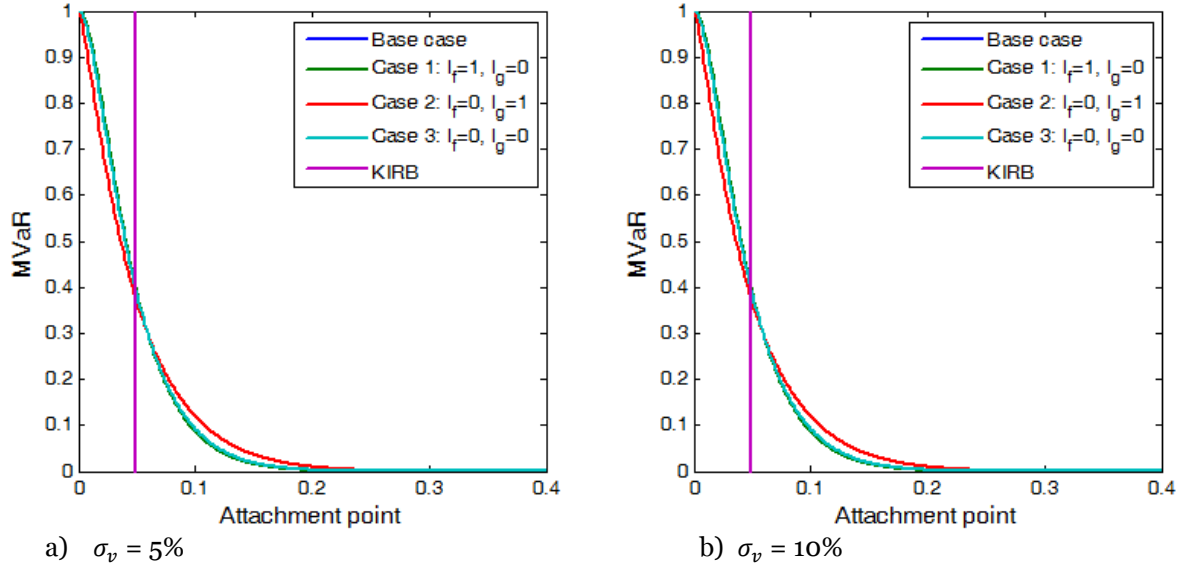 1
0.9
0.8
0.7
0.6
0.5
0.4
0.3
0.2
0.1
0
MVaR
0 0.1 0.2 0.3 0.4
Attachment point
Base case
Case 1: I_f=1, I_g=0
Case 2: I_f=0, I_g=1
Case 3: I_f=0, I_g=0
KIRB
a) σ_v = 5%
1
0.9
0.8
0.7
0.6
0.5
0.4
0.3
0.2
0.1
0
MVaR
0 0.1 0.2 0.3 0.4
Attachment point
Base case
Case 1: I_f=1, I_g=0
Case 2: I_f=0, I_g=1
Case 3: I_f=0, I_g=0
KIRB
b) σ_v = 10%